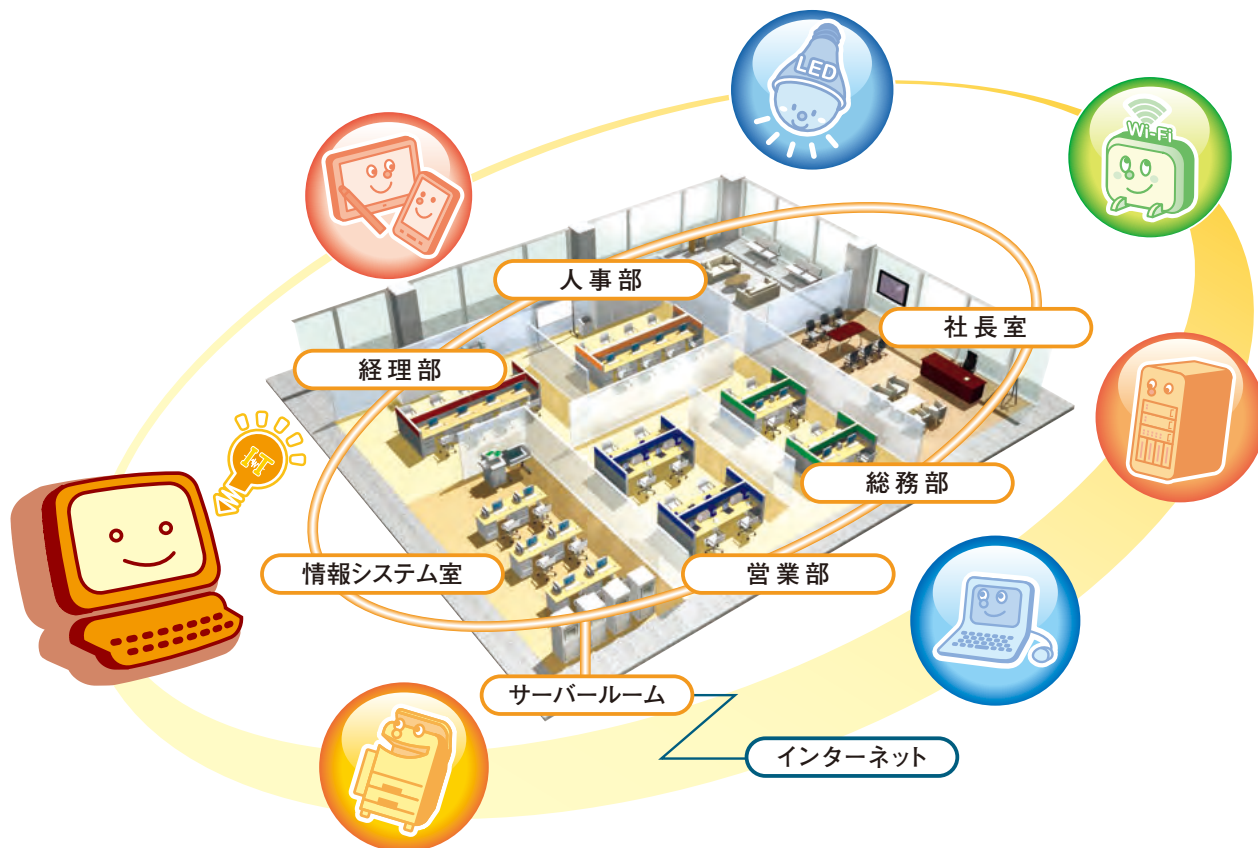 LED
Wi-Fi
人事部
社長室
経理部
総務部
情報システム室
営業部
サーバールーム
インターネット